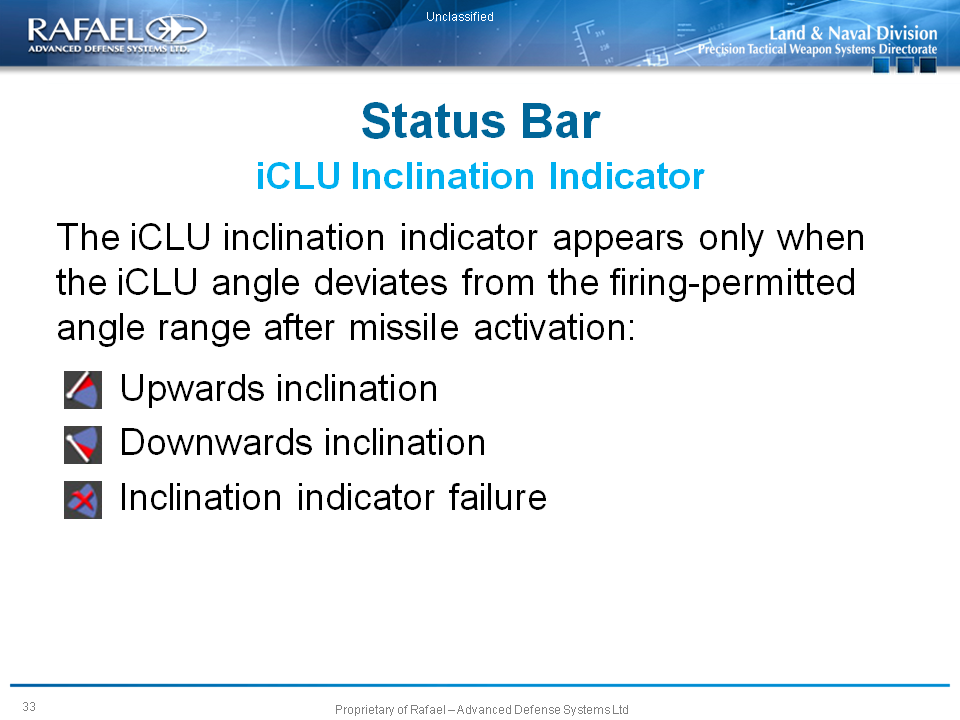 Unclassified
RAFAEL
ADVANCED DEFENSE SYSTEMS LTD.
Land & Naval Division
Precision Tactical Weapon Systems Directorate
Status Bar
iCLU Inclination Indicator
The iCLU inclination indicator appears only when
the iCLU angle deviates from the firing-permitted
angle range after missile activation:
Upwards inclination
Downwards inclination
Inclination indicator failure
33
Proprietary of Rafael – Advanced Defense Systems Ltd